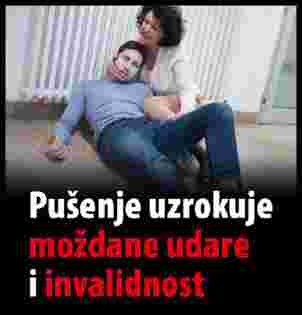 Pušenje uzrokuje
moždane udare
i invalidnost